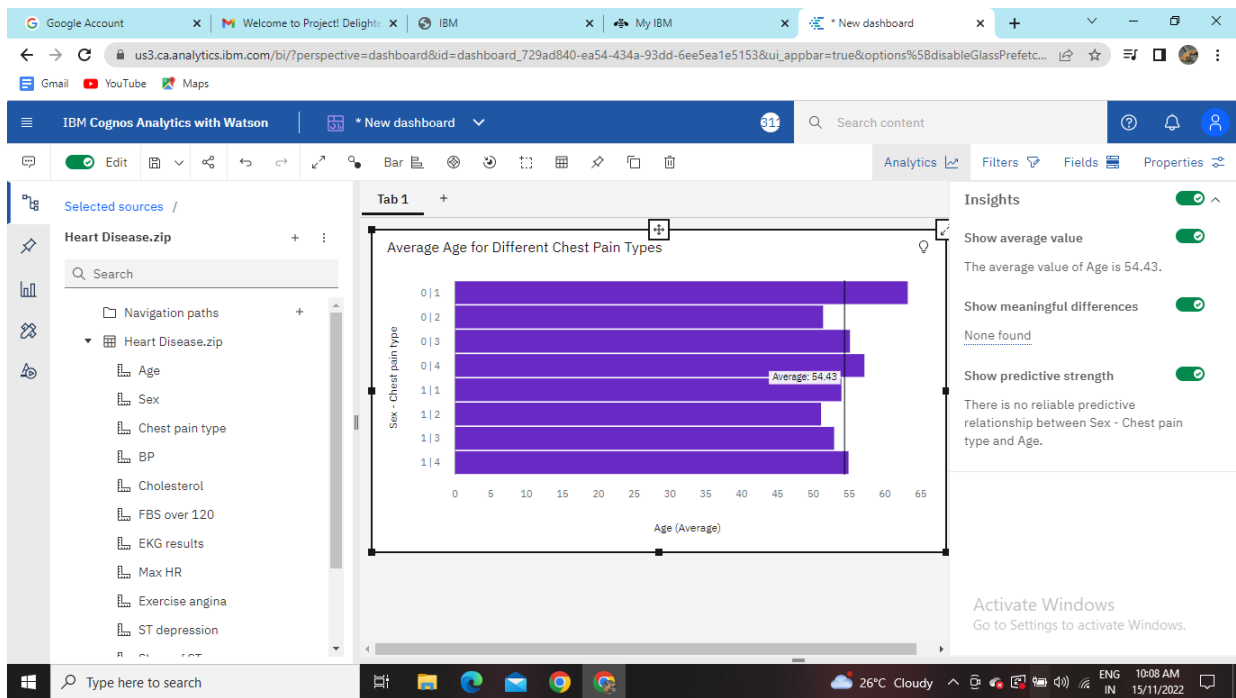 Google Account
Welcome to Project! Delighte
IBM
My IBM
* New dashboard
us3.ca.analytics.ibm.com/bi/?perspective=dashboard&id=dashboard_729ad840-ea54-434a-93dd-6ee5ea1e5153&ui_appbar=true&options%5BdisableGlassPrefetc...
Gmail YouTube Maps
IBM Cognos Analytics with Watson
* New dashboard
311
Search content
Edit
Bar
Analytics Filters Fields Properties
Selected sources /
Heart Disease.zip
Search
Navigation paths
Heart Disease.zip
Age
Sex
Chest pain type
BP
Cholesterol
FBS over 120
EKG results
Max HR
Exercise angina
ST depression
Tab 1
Average Age for Different Chest Pain Types
Sex - Chest pain type
0|1
0|2
0|3
0|4
1|1
1|2
1|3
1|4
Average: 54.43
0 5 10 15 20 25 30 35 40 45 50 55 60 65
Age (Average)
Insights
Show average value
The average value of Age is 54.43.
Show meaningful differences
None found
Show predictive strength
There is no reliable predictive
relationship between Sex - Chest pain
type and Age.
Activate Windows
Go to Settings to activate Windows.
Type here to search
26°C Cloudy
ENG
IN
10:08 AM
15/11/2022